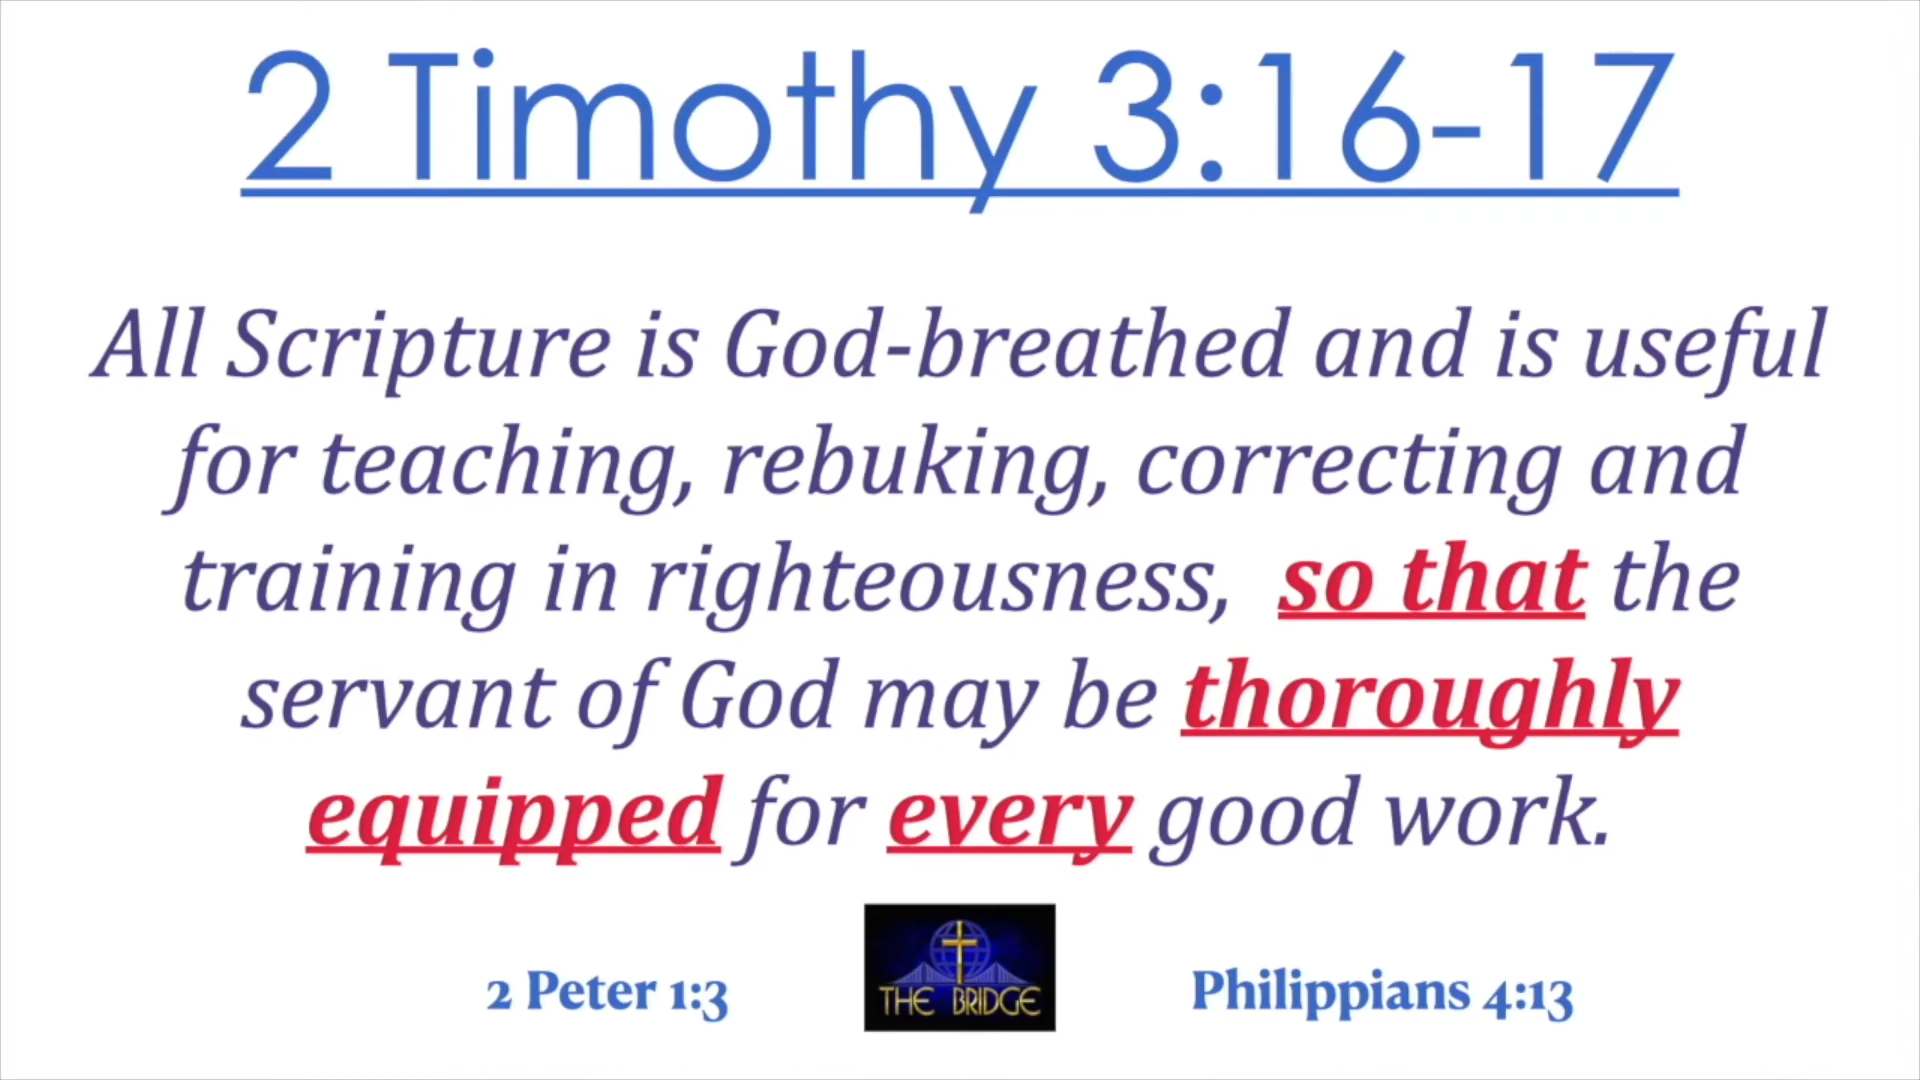 2 Timothy 3:16-17
All Scripture is God-breathed and is useful
for teaching, rebuking, correcting and
training in righteousness,  so that the
servant of God may be thoroughly
equipped for every good work.
2 Peter 1:3
THE BRIDGE
Philippians 4:13